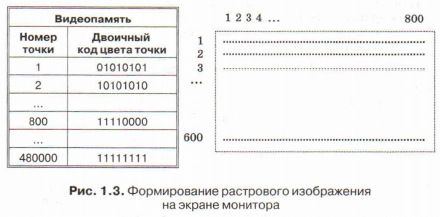 Видеопамять
Номер точки Двоичный код цвета точки
1 01010101
2 10101010
...
800 11110000
...
480000 11111111
1 2 3 4 ... 800
1
2
3
...
600
Рис. 1.3. Формирование растрового изображения
на экране монитора